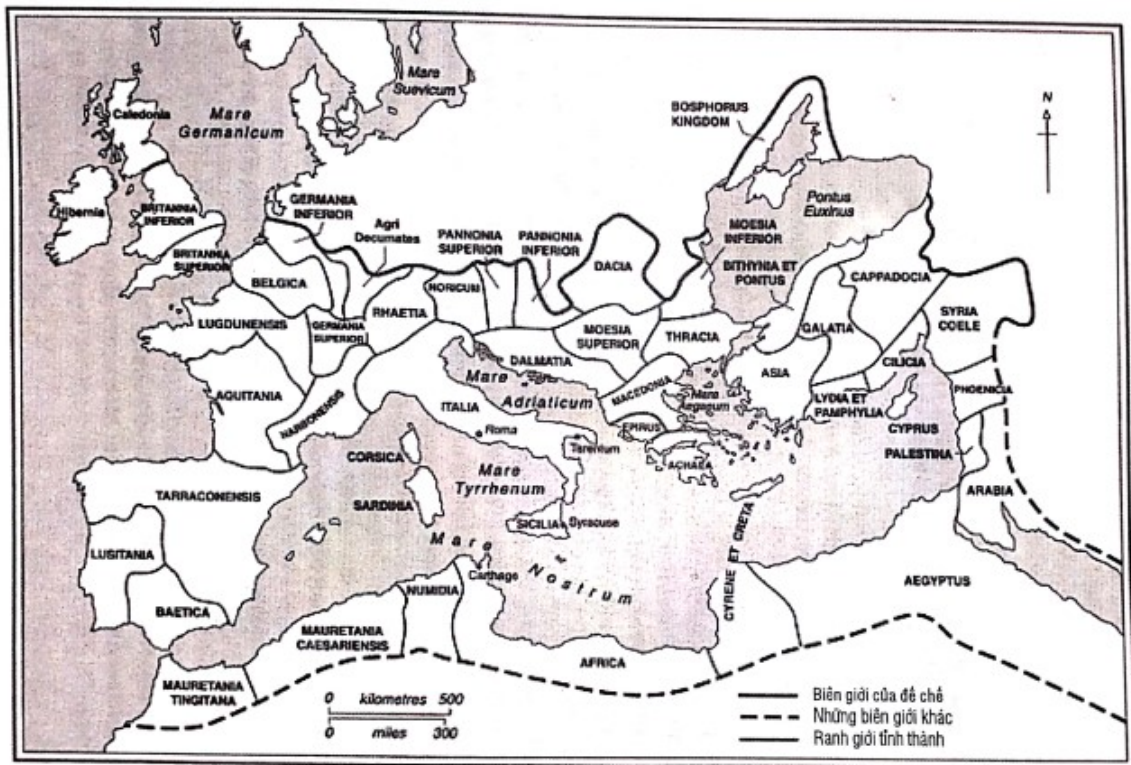 Mare
Suevicum
BOSPHORUS
KINGDOM
N
Caledonia
Mare
Germanicum
Pontus
Euxinus
Hibernia
BRITANNIA
INFERIOR
GERMANIA
INFERIOR
Agri
Decumates
PANNONIA
SUPERIOR
PANNONIA
INFERIOR
MOESIA
INFERIOR
BRITANNIA
SUPERIOR
DACIA
BITHYNIA ET
PONTUS
CAPPADOCIA
BELGICA
NORICUM
RHAETIA
LUGDUNENSIS
GERMANIA
SUPERIOR
MOESIA
SUPERIOR
THRACIA
GALATIA
SYRIA
COELE
DALMATIA
CILICIA
AQUITANIA
Mare
Adriaticum
MACEDONIA
Mare
Aegaeum
ASIA
LYDIA ET
PAMPHYLIA
PHOENICIA
NARBONENSIS
ITALIA
EPIRUS
CYPRUS
Roma
Tarentum
ACHAEA
PALESTINA
CORSICA
Mare
Tyrrhenum
TARRACONENSIS
SARDINIA
ARABIA
SICILIA
Syracuse
LUSITANIA
Mare
Nostrum
CYRENE ET CRETA
Carthage
AEGYPTUS
BAETICA
NUMIDIA
MAURETANIA
CAESARIENSIS
AFRICA
MAURETANIA
TINGITANA
0 kilometres 500
0 miles 300
Biên giới của đế chế
Những biên giới khác
Ranh giới tỉnh thành